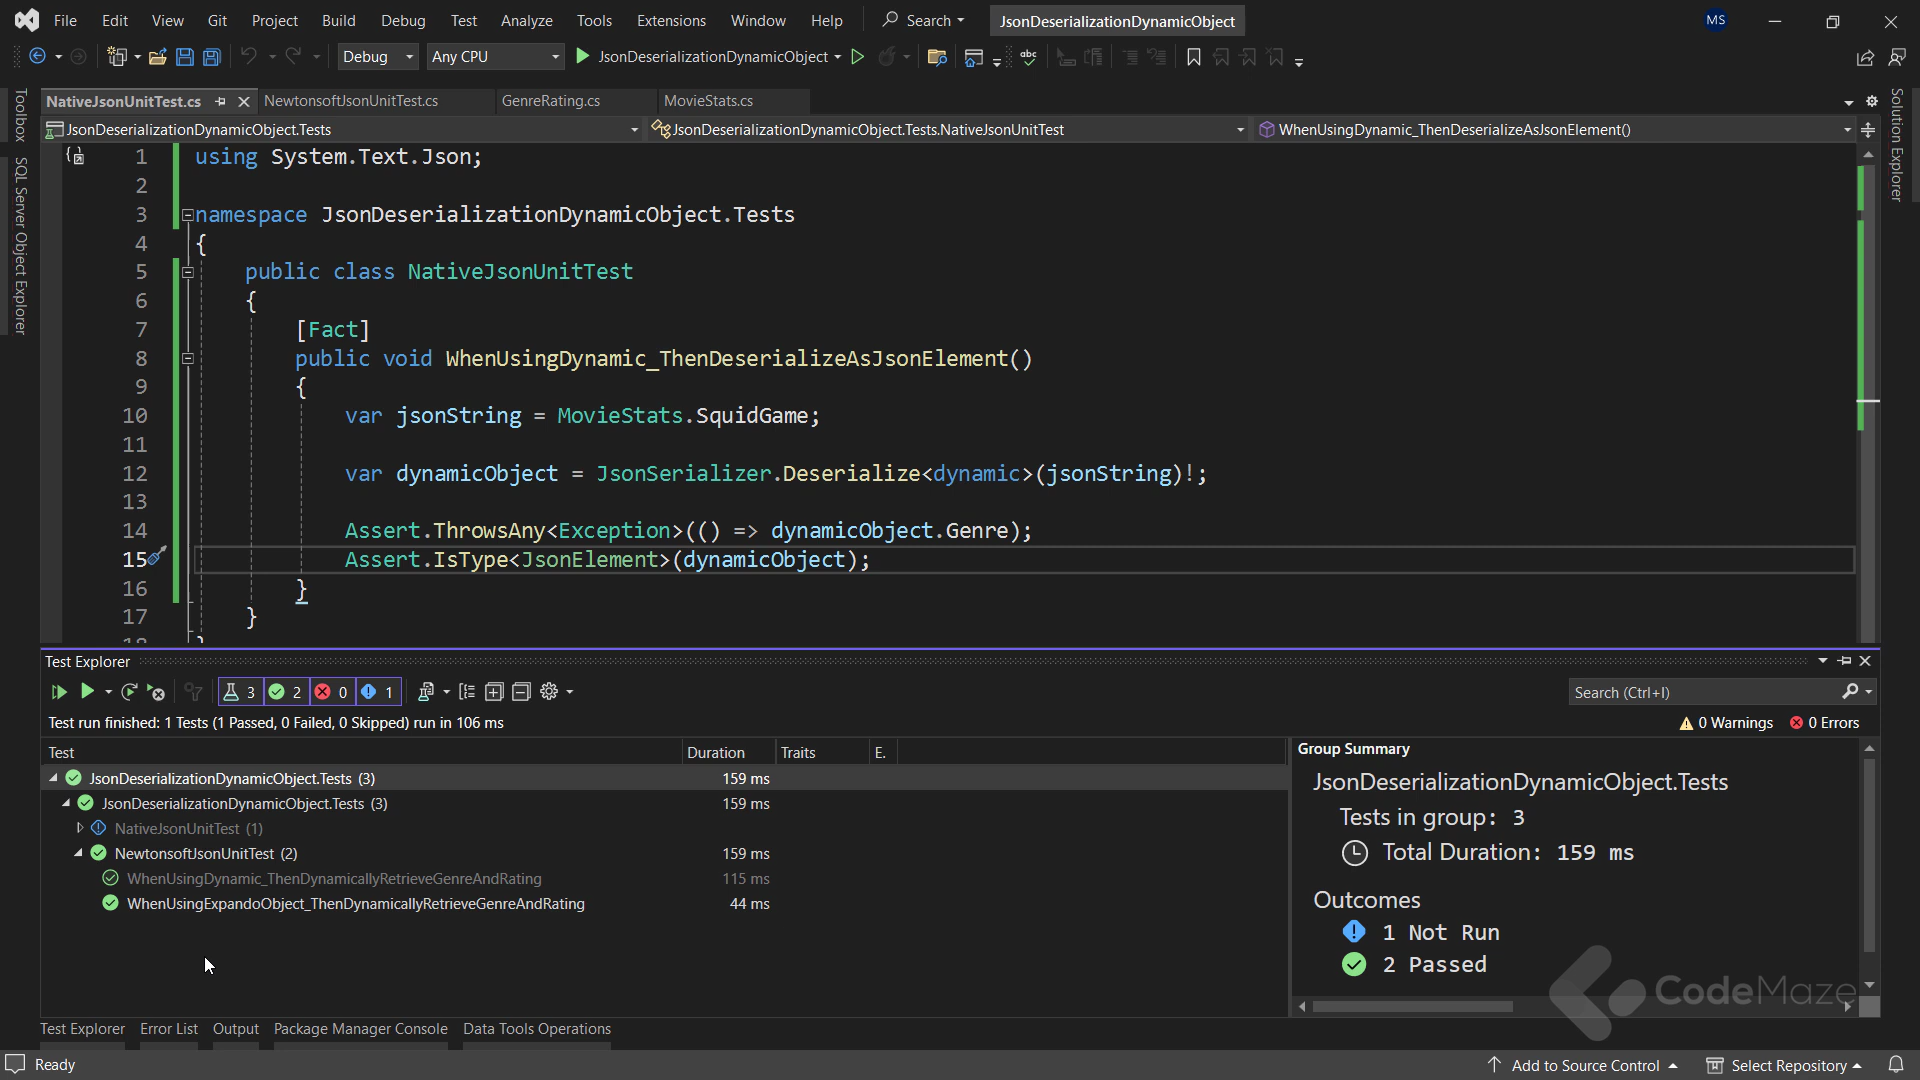 File Edit View Git Project Build Debug Test Analyze Tools Extensions Window Help Search JsonDeserializationDynamicObject MS
Debug Any CPU JsonDeserializationDynamicObject
Toolbox
SQL Server Object Explorer
Solution Explorer
NativeJsonUnitTest.cs NewtonsoftJsonUnitTest.cs GenreRating.cs MovieStats.cs
JsonDeserializationDynamicObject.Tests JsonDeserializationDynamicObject.Tests.NativeJsonUnitTest WhenUsingDynamic_ThenDeserializeAsJsonElement()
1 using System.Text.Json;
2
3 namespace JsonDeserializationDynamicObject.Tests
4 {
5 public class NativeJsonUnitTest
6 {
7 [Fact]
8 public void WhenUsingDynamic_ThenDeserializeAsJsonElement()
9 {
10 var jsonString = MovieStats.SquidGame;
11
12 var dynamicObject = JsonSerializer.Deserialize<dynamic>(jsonString)!;
13
14 Assert.ThrowsAny<Exception>(() => dynamicObject.Genre);
15 Assert.IsType<JsonElement>(dynamicObject);
16 }
17 }
18 }
Test Explorer
3 2 0 1 Search (Ctrl+I)
Test run finished: 1 Tests (1 Passed, 0 Failed, 0 Skipped) run in 106 ms 0 Warnings 0 Errors
Test Duration Traits E.
JsonDeserializationDynamicObject.Tests (3) 159 ms
JsonDeserializationDynamicObject.Tests (3) 159 ms
NativeJsonUnitTest (1)
NewtonsoftJsonUnitTest (2) 159 ms
WhenUsingDynamic_ThenDynamicallyRetrieveGenreAndRating 115 ms
WhenUsingExpandoObject_ThenDynamicallyRetrieveGenreAndRating 44 ms
Group Summary
JsonDeserializationDynamicObject.Tests
Tests in group: 3
Total Duration: 159 ms
Outcomes
1 Not Run
2 Passed
CodeMaze
Test Explorer Error List Output Package Manager Console Data Tools Operations
Ready Add to Source Control Select Repository